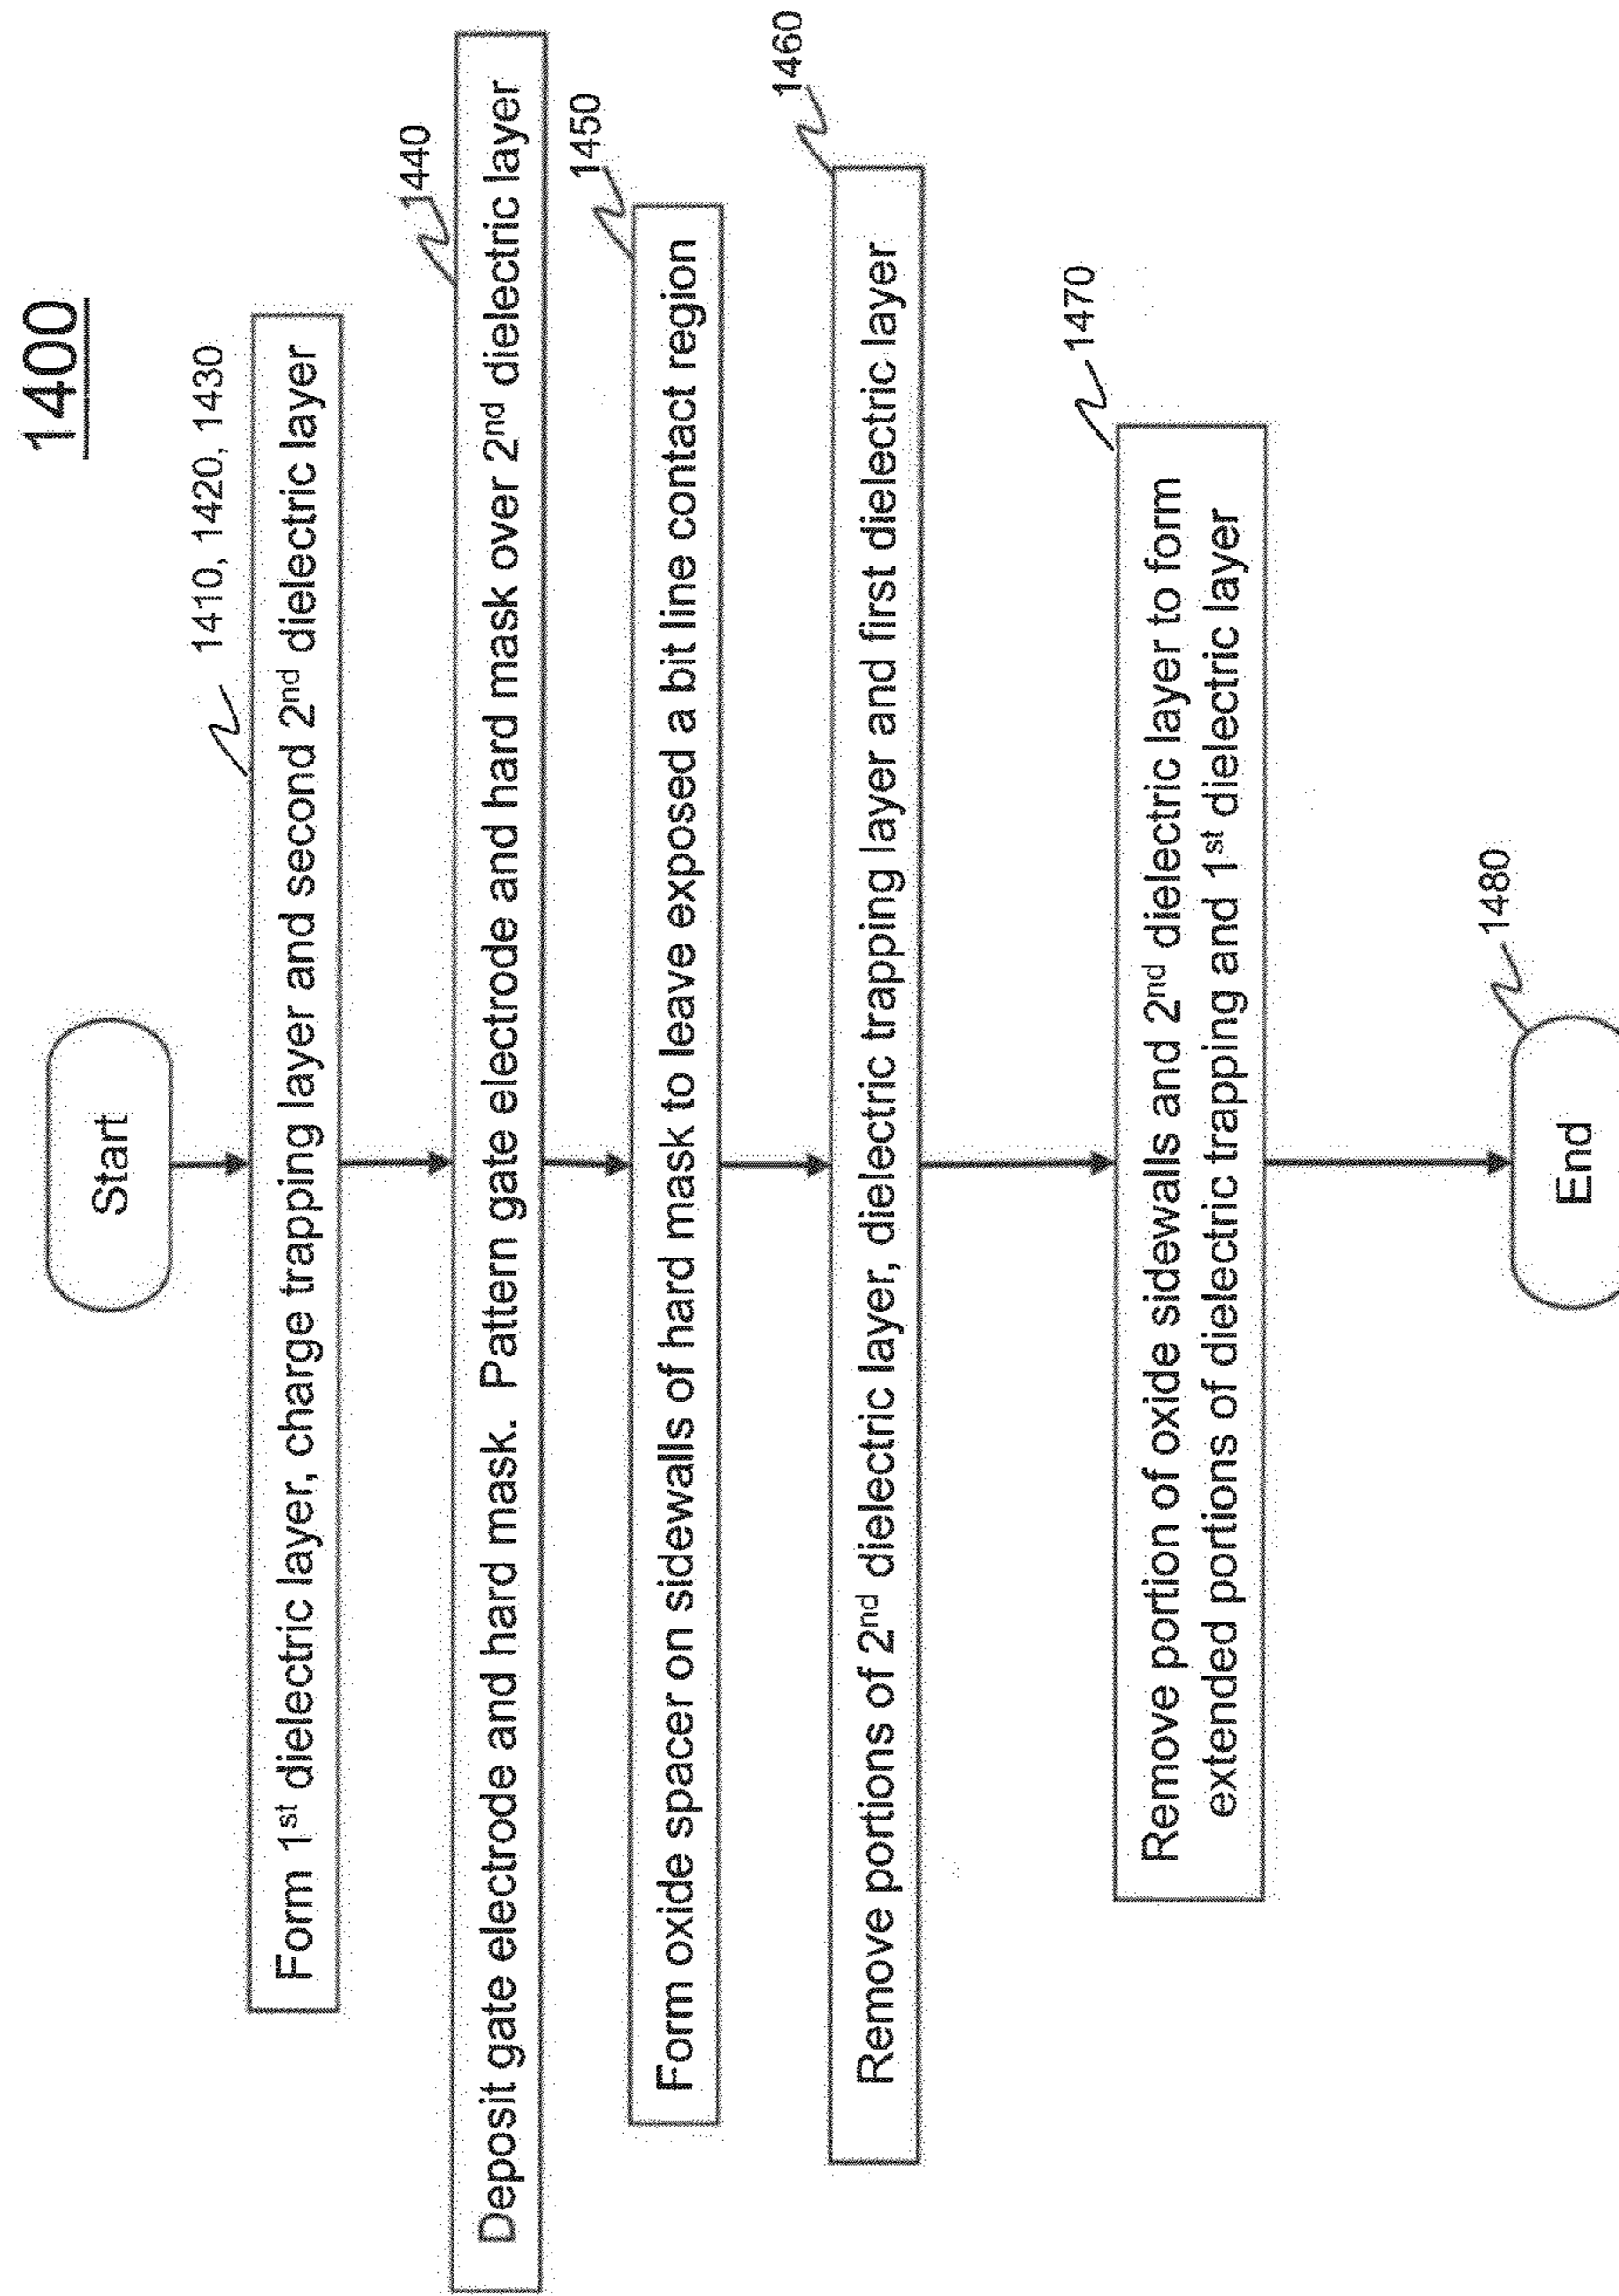 1400
Start
1410, 1420, 1430
Form 1st dielectric layer, charge trapping layer and second 2nd dielectric layer
1440
Deposit gate electrode and hard mask. Pattern gate electrode and hard mask over 2nd dielectric layer
1450
Form oxide spacer on sidewalls of hard mask to leave exposed a bit line contact region
1460
Remove portions of 2nd dielectric layer, dielectric trapping layer and first dielectric layer
1470
Remove portion of oxide sidewalls and 2nd dielectric layer to form
extended portions of dielectric trapping and 1st dielectric layer
1480
End